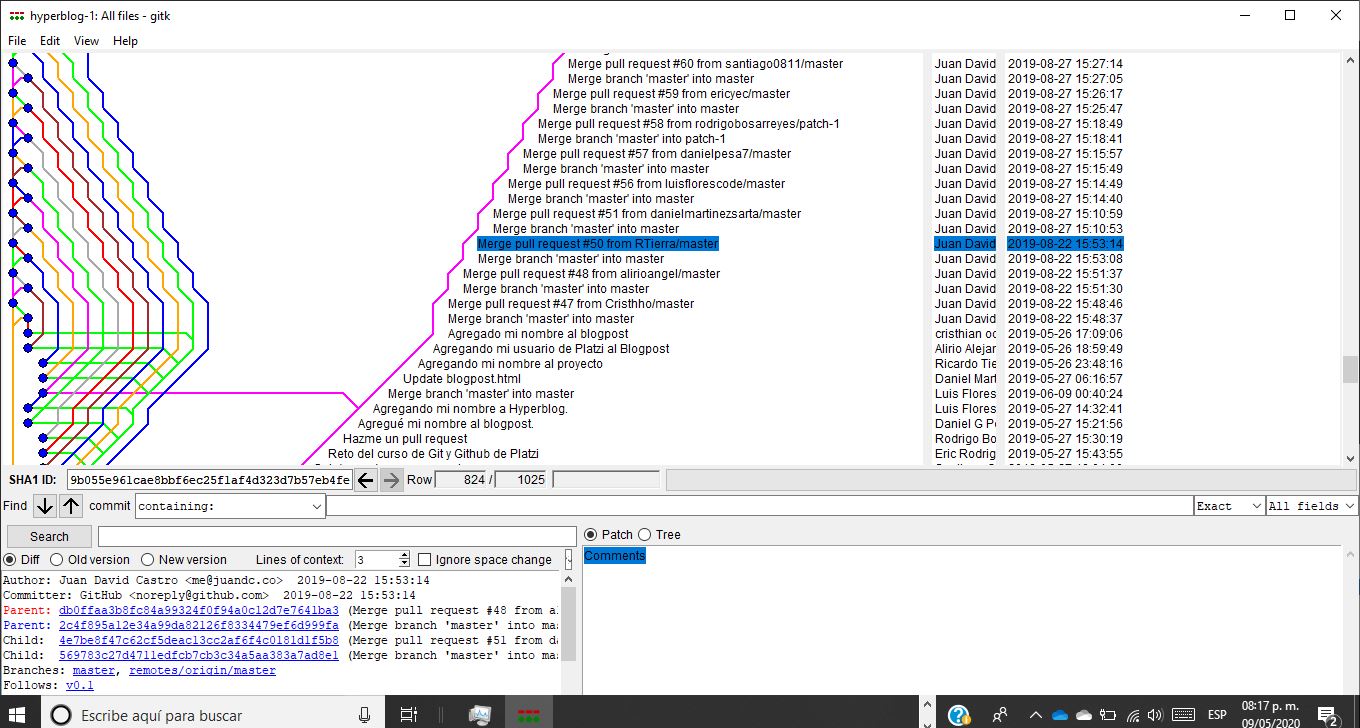 hyperblog-1: All files - gitk
File Edit View Help
Merge pull request #60 from santiago0811/master Juan David 2019-08-27 15:27:14
Merge branch 'master' into master Juan David 2019-08-27 15:27:05
Merge pull request #59 from ericyec/master Juan David 2019-08-27 15:26:17
Merge branch 'master' into master Juan David 2019-08-27 15:25:47
Merge pull request #58 from rodrigobosarreyes/patch-1 Juan David 2019-08-27 15:18:49
Merge branch 'master' into patch-1 Juan David 2019-08-27 15:18:41
Merge pull request #57 from danielpesa7/master Juan David 2019-08-27 15:15:57
Merge branch 'master' into master Juan David 2019-08-27 15:15:49
Merge pull request #56 from luisflorescode/master Juan David 2019-08-27 15:14:49
Merge branch 'master' into master Juan David 2019-08-27 15:14:40
Merge pull request #51 from danielmartinezsarta/master Juan David 2019-08-27 15:10:59
Merge branch 'master' into master Juan David 2019-08-27 15:10:53
Merge pull request #50 from RTierra/master Juan David 2019-08-22 15:53:14
Merge branch 'master' into master Juan David 2019-08-22 15:53:08
Merge pull request #48 from alirioangel/master Juan David 2019-08-22 15:51:37
Merge branch 'master' into master Juan David 2019-08-22 15:51:30
Merge pull request #47 from Cristhho/master Juan David 2019-08-22 15:48:46
Merge branch 'master' into master Juan David 2019-08-22 15:48:37
Agregado mi nombre al blogpost cristhian oc 2019-05-26 17:09:06
Agregando mi usuario de Platzi al Blogpost Alirio Alejar 2019-05-26 18:59:49
Agregando mi nombre al proyecto Ricardo Tie 2019-05-26 23:48:16
Update blogpost.html Daniel Mart 2019-05-27 06:16:57
Merge branch 'master' into master Luis Flores 2019-06-09 00:40:24
Agregando mi nombre a Hyperblog. Luis Flores 2019-05-27 14:32:41
Agregué mi nombre al blogpost. Daniel G Pe 2019-05-27 15:21:56
Hazme un pull request Rodrigo Bo 2019-05-27 15:30:19
Reto del curso de Git y Github de Platzi Eric Rodrig 2019-05-27 15:43:55
SHA1 ID: 9b055e961cae8bbf6ec25f1af4d323d7b57eb4fe Row 824 / 1025
Find commit containing: Exact All fields
Search
Patch Tree
Diff Old version New version Lines of context: 3 Ignore space change
Comments
Author: Juan David Castro <me@juandc.co> 2019-08-22 15:53:14
Committer: GitHub <noreply@github.com> 2019-08-22 15:53:14
Parent: db0ffaa3b8fc84a99324f0f94a0c12d7e7641ba3 (Merge pull request #48 from al
Parent: 2c4f895a12e34a99da82126f8334479ef6d999fa (Merge branch 'master' into mas
Child: 4e7be8f47c62cf5deac13cc2af6f4c0181d1f5b8 (Merge pull request #51 from da
Child: 569783c27d4711edfcb7cb3c34a5aa383a7ad8e1 (Merge branch 'master' into mas
Branches: master, remotes/origin/master
Follows: v0.1
Escribe aquí para buscar
ESP
08:17 p. m.
09/05/2020
2